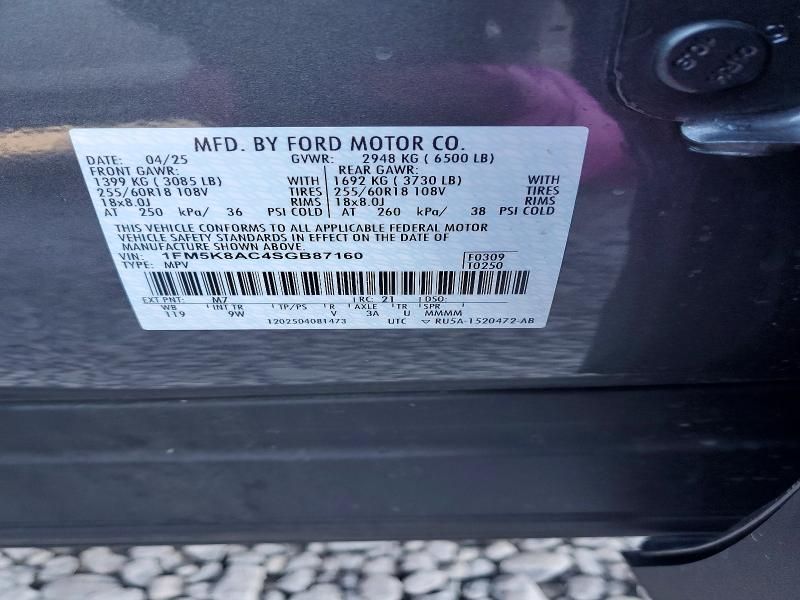 MFD. BY FORD MOTOR CO.
DATE: 04/25 GVWR: 2948 KG ( 6500 LB)
FRONT GAWR: REAR GAWR:
1399 KG ( 3085 LB) WITH 1692 KG ( 3730 LB) WITH
255/60R18 108V TIRES 255/60R18 108V TIRES
18x8.0J RIMS 18x8.0J RIMS
AT 250 kPa/ 36 PSI COLD AT 260 kPa/ 38 PSI COLD
THIS VEHICLE CONFORMS TO ALL APPLICABLE FEDERAL MOTOR
VEHICLE SAFETY STANDARDS IN EFFECT ON THE DATE OF
MANUFACTURE SHOWN ABOVE.
VIN: 1FM5K8AC4SGB87160 F0309
T0250
EXT PNT: M7 RC: 21 DSO:
WB INT TR TP/PS R AXLE TR SPR
119 9W V 3A U MMMM
1202504081473 UTC ▽ RU5A-1520472-AB